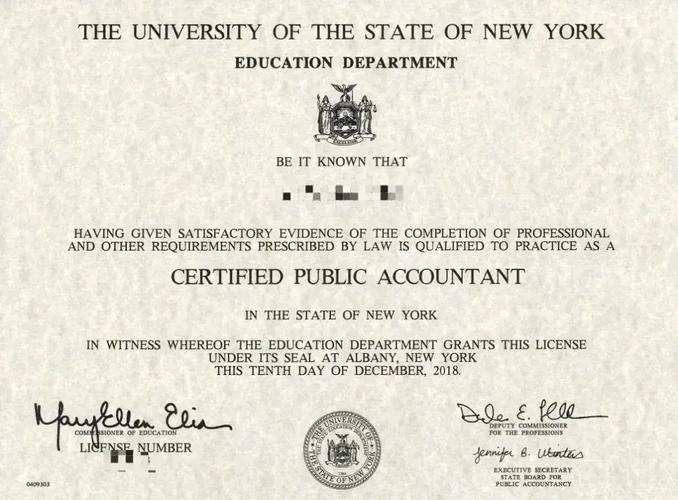 THE UNIVERSITY OF THE STATE OF NEW YORK
EDUCATION DEPARTMENT
EXCELSIOR
BE IT KNOWN THAT
HAVING GIVEN SATISFACTORY EVIDENCE OF THE COMPLETION OF PROFESSIONAL
AND OTHER REQUIREMENTS PRESCRIBED BY LAW IS QUALIFIED TO PRACTICE AS A
CERTIFIED PUBLIC ACCOUNTANT
IN THE STATE OF NEW YORK
IN WITNESS WHEREOF THE EDUCATION DEPARTMENT GRANTS THIS LICENSE
UNDER ITS SEAL AT ALBANY, NEW YORK
THIS TENTH DAY OF DECEMBER, 2018.
MaryEllen Elia
COMMISSIONER OF EDUCATION
LICENSE NUMBER
THE UNIVERSITY OF THE STATE OF NEW YORK
DEPUTY COMMISSIONER
FOR THE PROFESSIONS
Jennifer B. Winters
EXECUTIVE SECRETARY
STATE BOARD FOR
PUBLIC ACCOUNTANCY
0409303